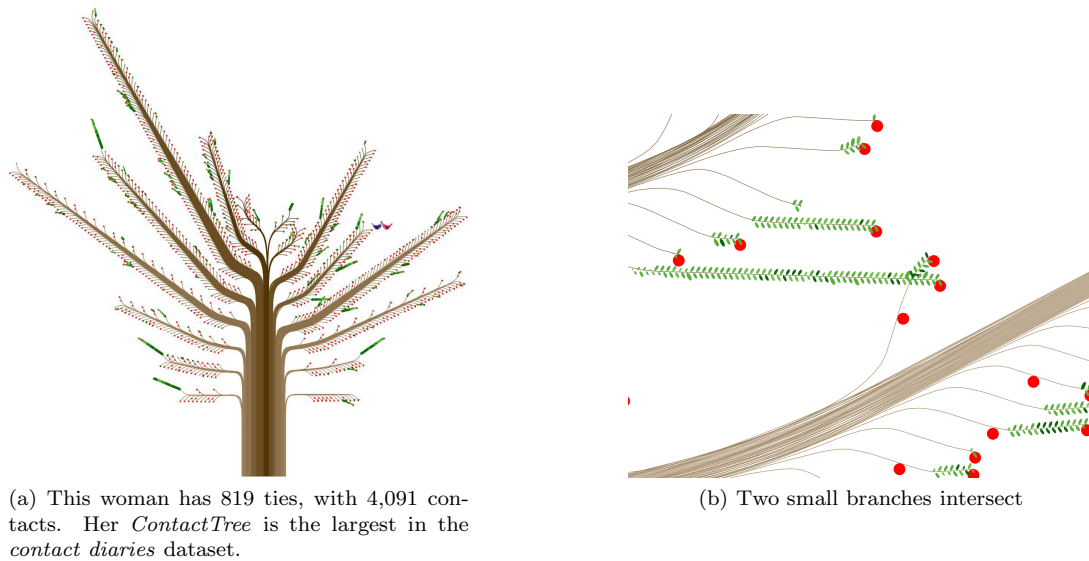 (a) This woman has 819 ties, with 4,091 con-
tacts. Her ContactTree is the largest in the
contact diaries dataset.
(b) Two small branches intersect